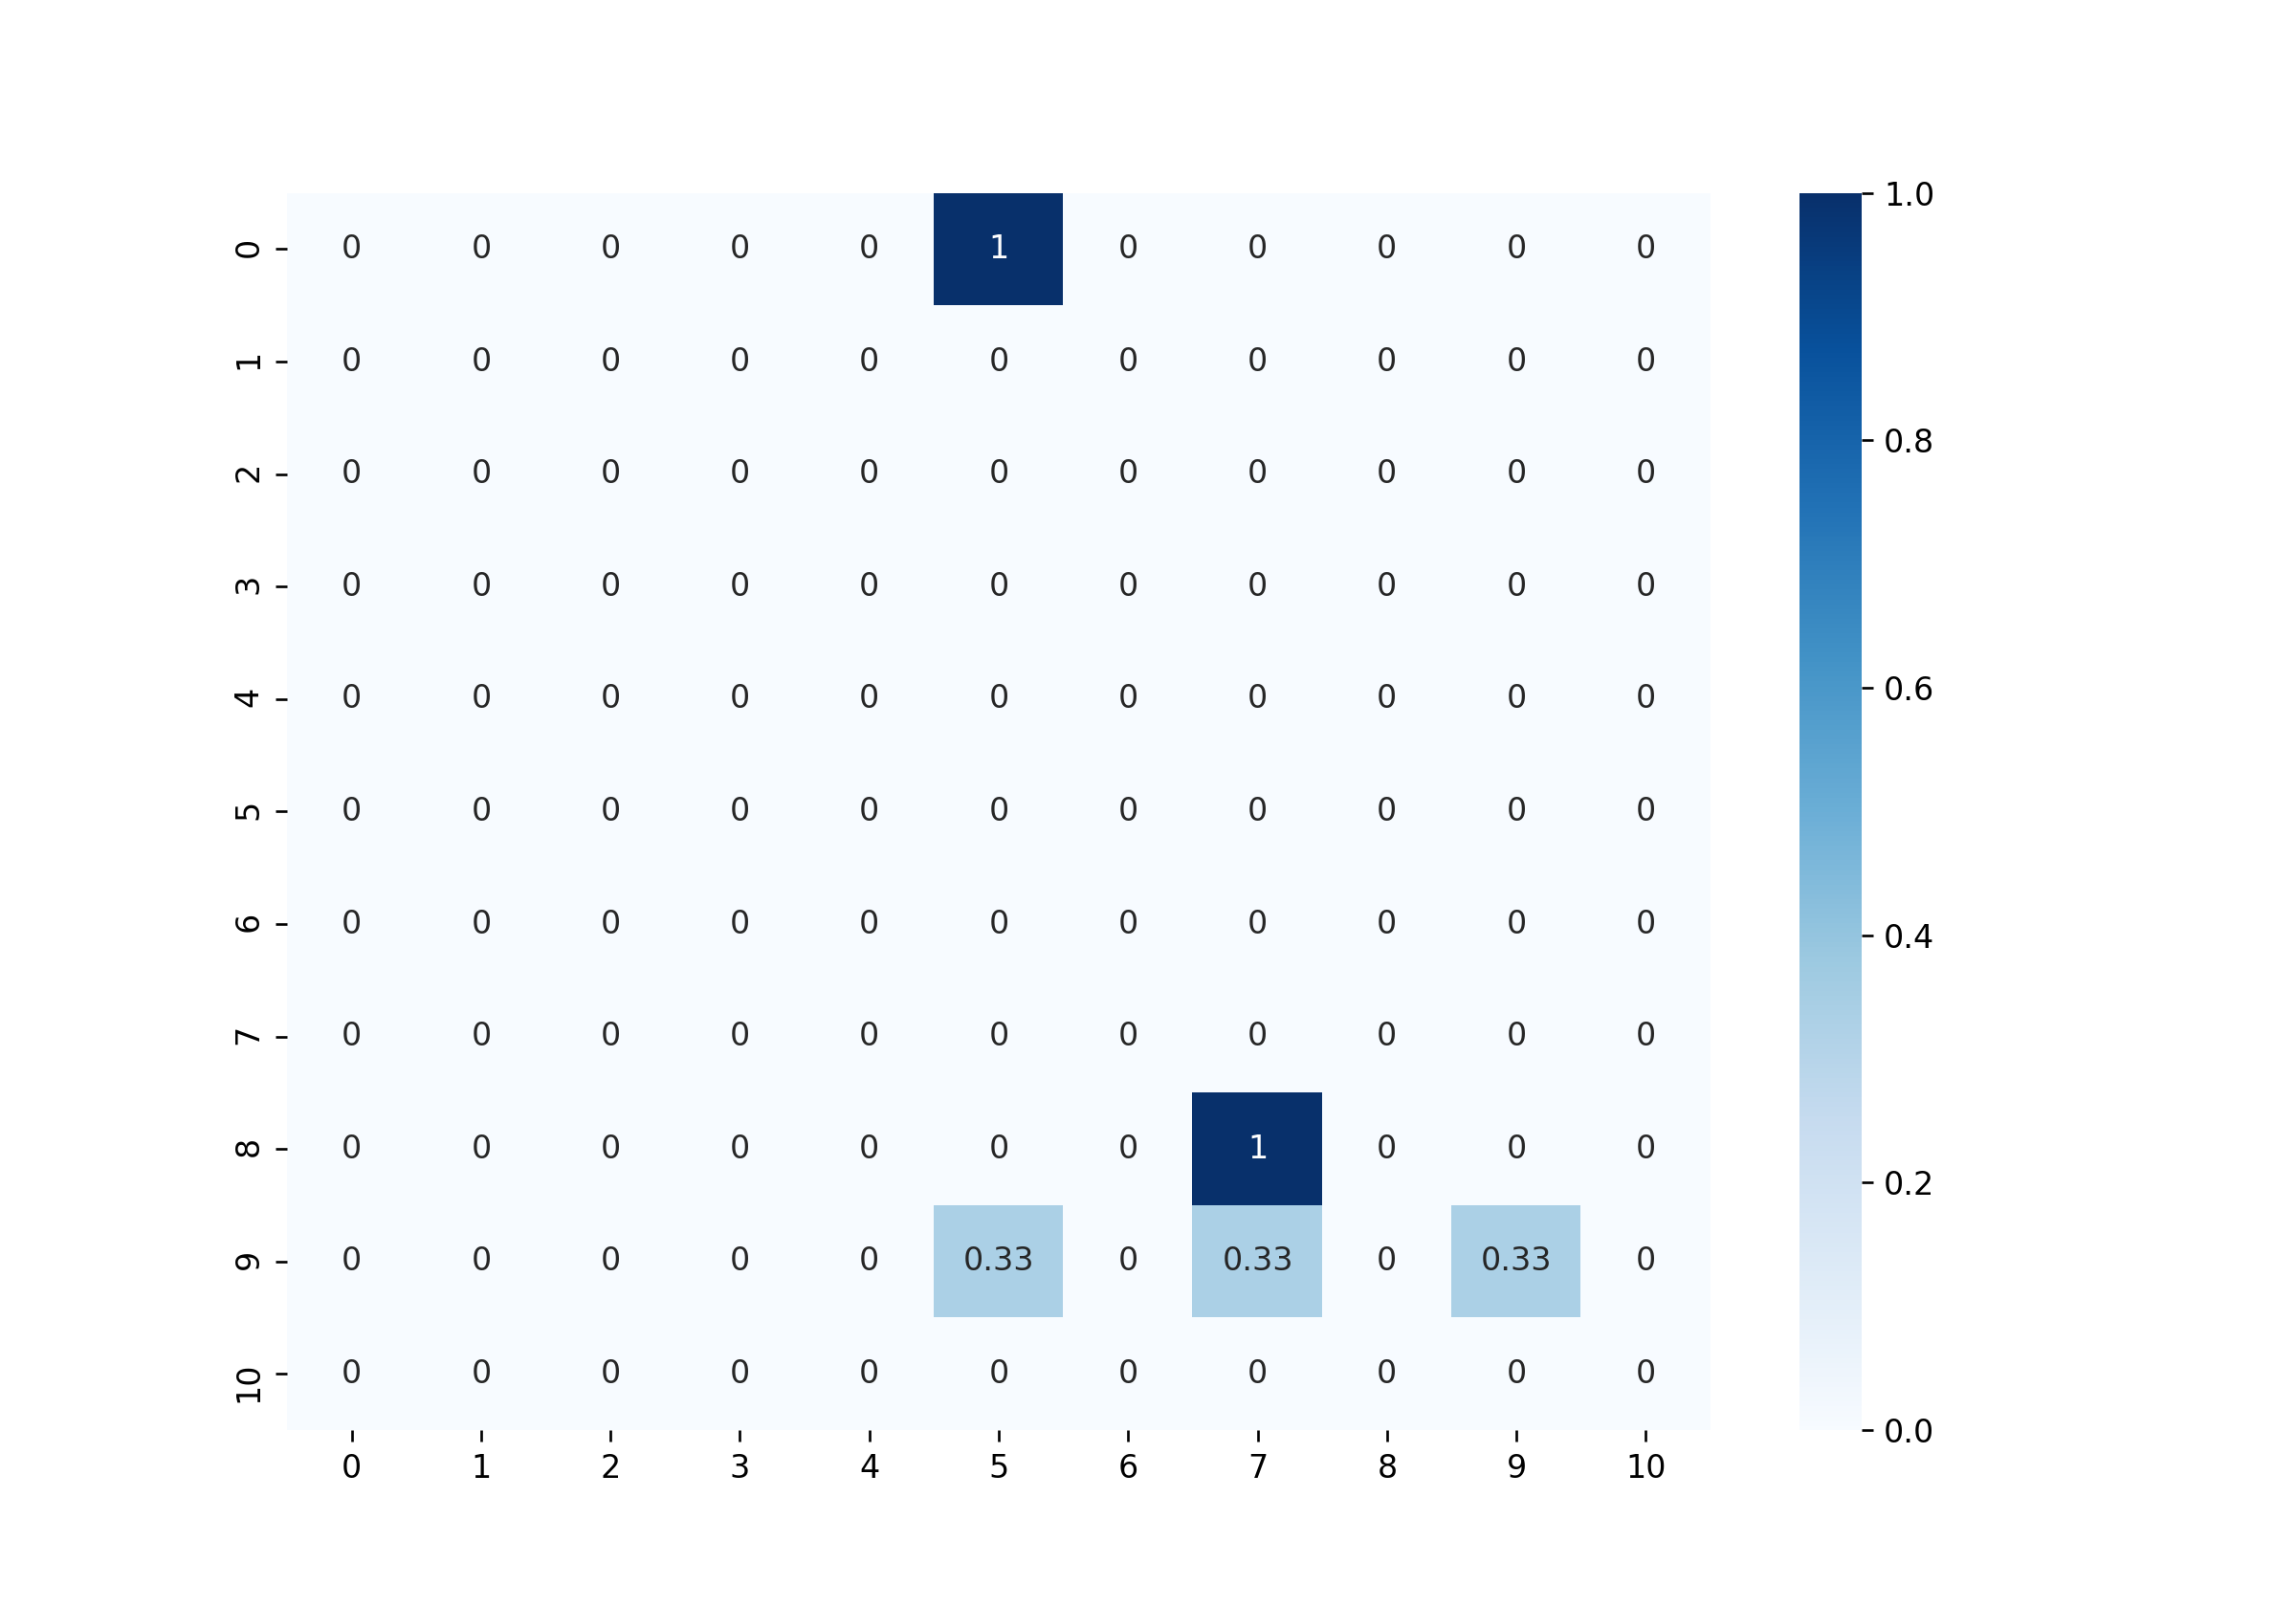 1.0
0 0 0 0 0 0 1 0 0 0 0 0
1 0 0 0 0 0 0 0 0 0 0 0
0.8
2 0 0 0 0 0 0 0 0 0 0 0
3 0 0 0 0 0 0 0 0 0 0 0
0.6
4 0 0 0 0 0 0 0 0 0 0 0
5 0 0 0 0 0 0 0 0 0 0 0
6 0 0 0 0 0 0 0 0 0 0 0
0.4
7 0 0 0 0 0 0 0 0 0 0 0
8 0 0 0 0 0 0 0 1 0 0 0
0.2
9 0 0 0 0 0 0.33 0 0.33 0 0.33 0
10 0 0 0 0 0 0 0 0 0 0 0
0.0
0 1 2 3 4 5 6 7 8 9 10